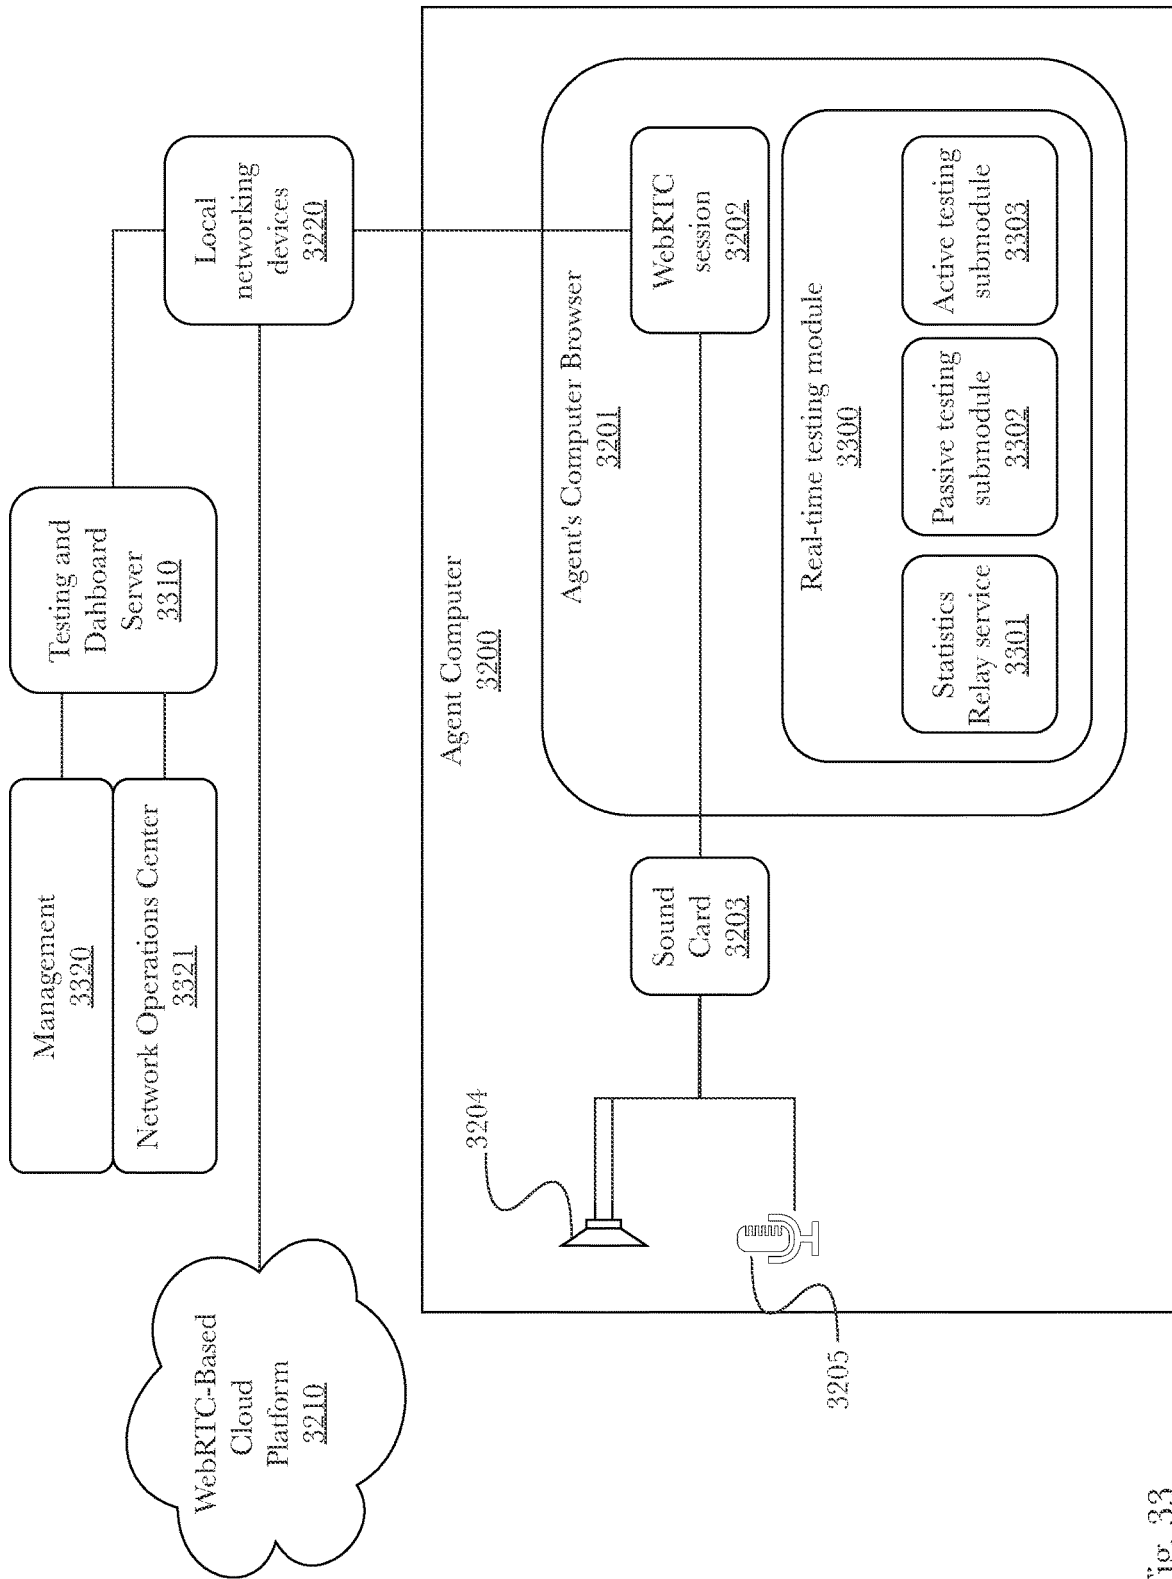 WebRTC-Based
Cloud
Platform
3210
Management
3320
Network Operations Center
3321
Testing and
Dahboard
Server
3310
Local
networking
devices
3220
Agent Computer
3200
3204
3205
Sound
Card
3203
Agent's Computer Browser
3201
WebRTC
session
3202
Real-time testing module
3300
Statistics
Relay service
3301
Passive testing
submodule
3302
Active testing
submodule
3303
Fig. 33